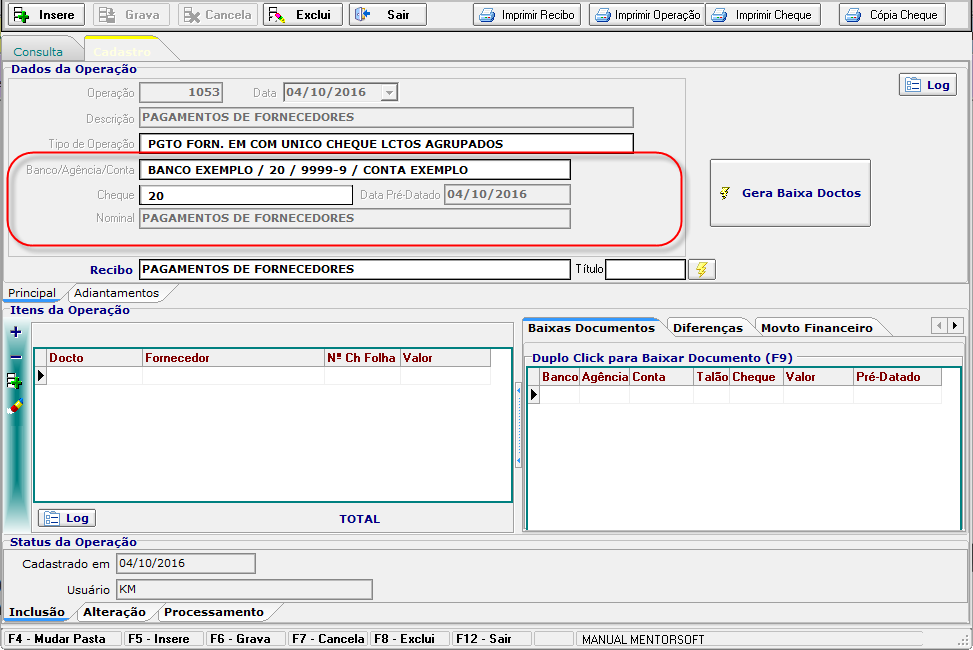 Insere Grava Cancela Exclui Sair Imprimir Recibo Imprimir Operação Imprimir Cheque Cópia Cheque
Consulta Cadastro
Dados da Operação
Operação 1053 Data 04/10/2016 Log
Descrição PAGAMENTOS DE FORNECEDORES
Tipo de Operação PGTO FORN. EM COM UNICO CHEQUE LCTOS AGRUPADOS
Banco/Agência/Conta BANCO EXEMPLO / 20 / 9999-9 / CONTA EXEMPLO
Cheque 20 Data Pré-Datado 04/10/2016 Gera Baixa Doctos
Nominal PAGAMENTOS DE FORNECEDORES
Recibo PAGAMENTOS DE FORNECEDORES Título
Principal Adiantamentos
Itens da Operação
Baixas Documentos Diferenças Movto Financeiro
Duplo Click para Baixar Documento (F9)
Docto Fornecedor Nº Ch Folha Valor
Banco Agência Conta Talão Cheque Valor Pré-Datado
Log TOTAL
Status da Operação
Cadastrado em 04/10/2016
Usuário KM
Inclusão Alteração Processamento
F4 - Mudar Pasta F5 - Insere F6 - Grava F7 - Cancela F8 - Exclui F12 - Sair MANUAL MENTORSOFT